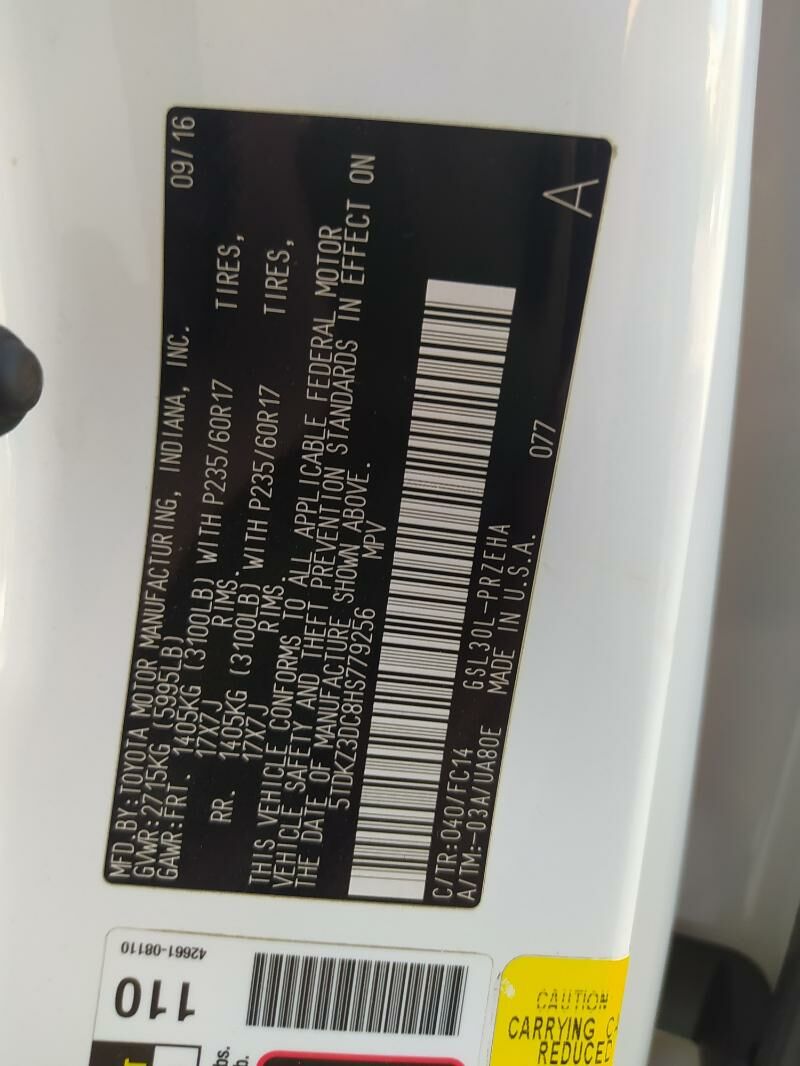 MFD.BY:TOYOTA MOTOR MANUFACTURING, INDIANA, INC. 09/16
GVWR:2715KG (5995LB)
GAWR:FRT. 1405KG (3100LB) WITH P235/60R17 TIRES,
17X7J RIMS.
RR. 1405KG (3100LB) WITH P235/60R17 TIRES,
17X7J RIMS.
THIS VEHICLE CONFORMS TO ALL APPLICABLE FEDERAL MOTOR
VEHICLE SAFETY AND THEFT PREVENTION STANDARDS IN EFFECT ON
THE DATE OF MANUFACTURE SHOWN ABOVE.
5TDKZ3DC8HS779256 MPV
C/TR:040/FC14 GSL30L-PRZEHA
A/TM:-03A/UA80E MADE IN U.S.A. 077
A
42661-08110
110
CAUTION
CARRYING
REDUCED